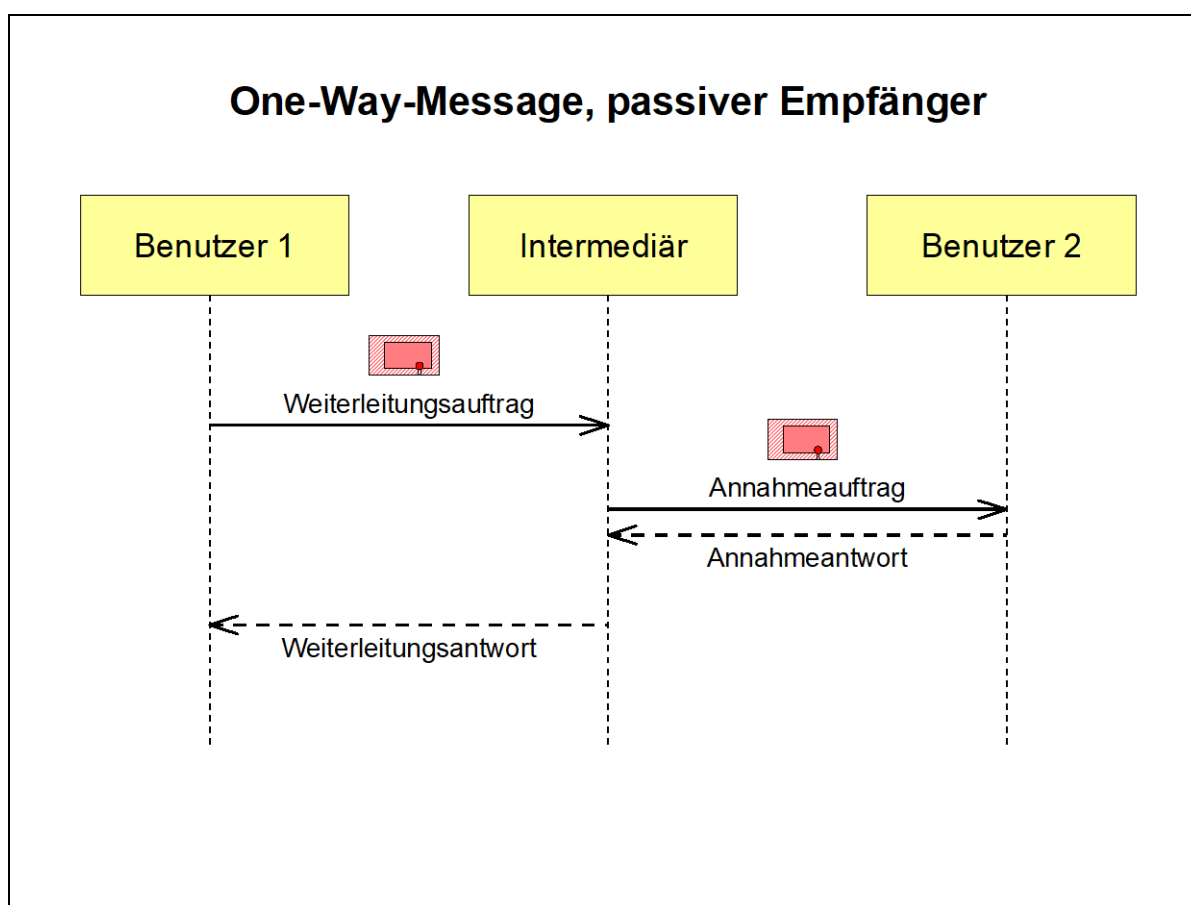 One-Way-Message, passiver Empfänger
Benutzer 1
Intermediär
Benutzer 2
Weiterleitungsauftrag
Annahmeauftrag
Annahmeantwort
Weiterleitungsantwort